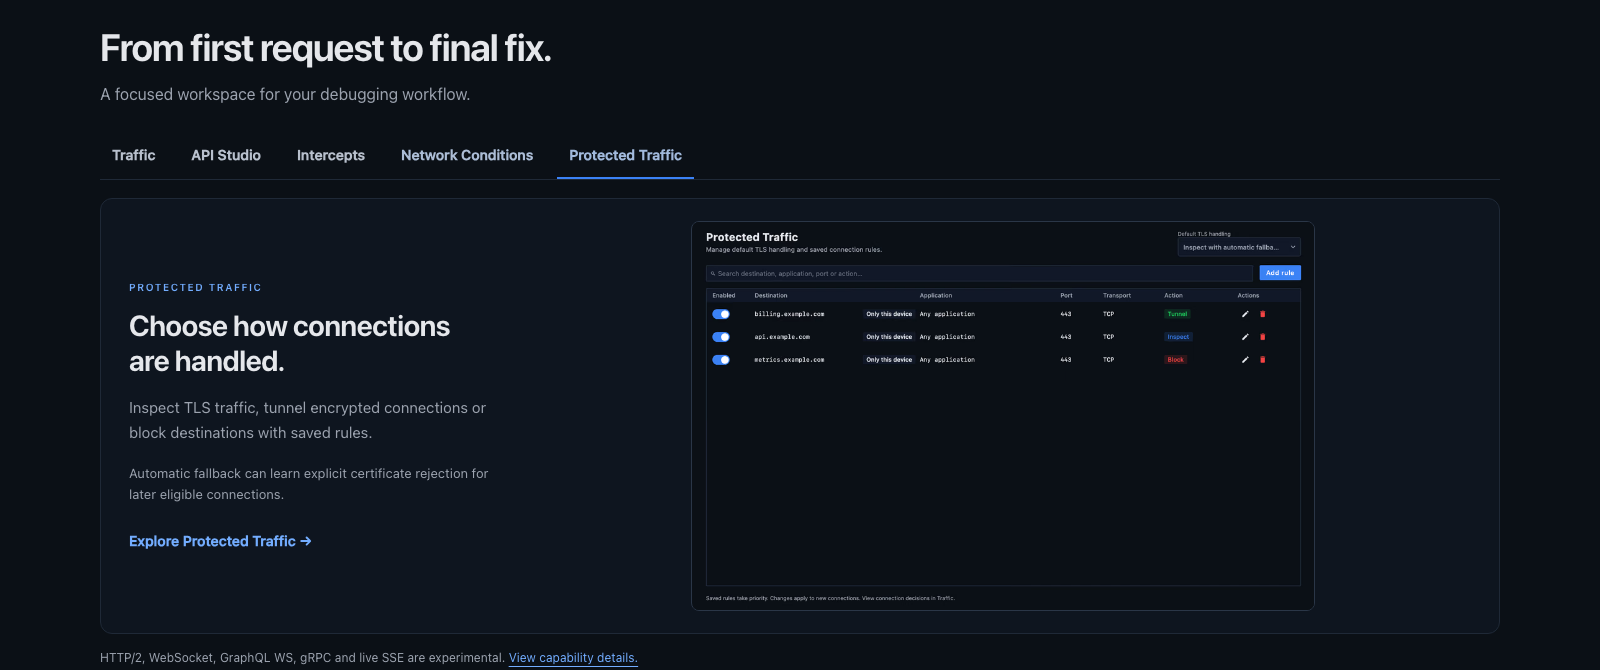 From first request to final fix.
A focused workspace for your debugging workflow.
Traffic API Studio Intercepts Network Conditions Protected Traffic
PROTECTED TRAFFIC
Choose how connections
are handled.
Inspect TLS traffic, tunnel encrypted connections or
block destinations with saved rules.
Automatic fallback can learn explicit certificate rejection for
later eligible connections.
Explore Protected Traffic →
Protected Traffic
Manage default TLS handling and saved connection rules.
Default TLS handling
Inspect with automatic fallba...
Search destination, application, port or action...
Add rule
Enabled Destination Application Port Transport Action Actions
billing.example.com Only this device Any application 443 TCP Tunnel
api.example.com Only this device Any application 443 TCP Inspect
metrics.example.com Only this device Any application 443 TCP Block
Saved rules take priority. Changes apply to new connections. View connection decisions in Traffic.
HTTP/2, WebSocket, GraphQL WS, gRPC and live SSE are experimental. View capability details.